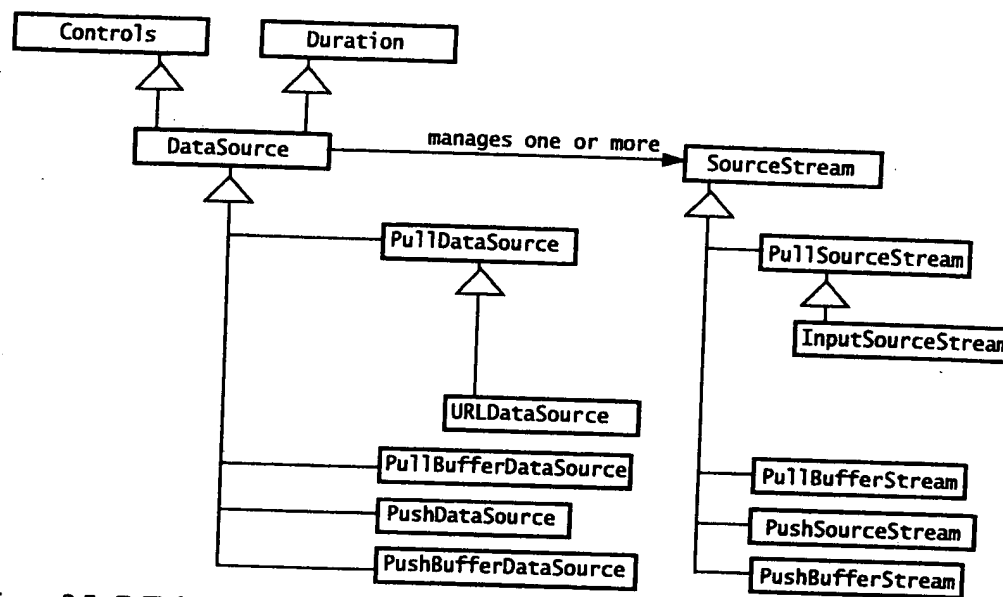 Controls
Duration
DataSource
manages one or more
SourceStream
PullDataSource
PullSourceStream
InputSourceStream
URLDataSource
PullBufferDataSource
PullBufferStream
PushDataSource
PushSourceStream
PushBufferDataSource
PushBufferStream